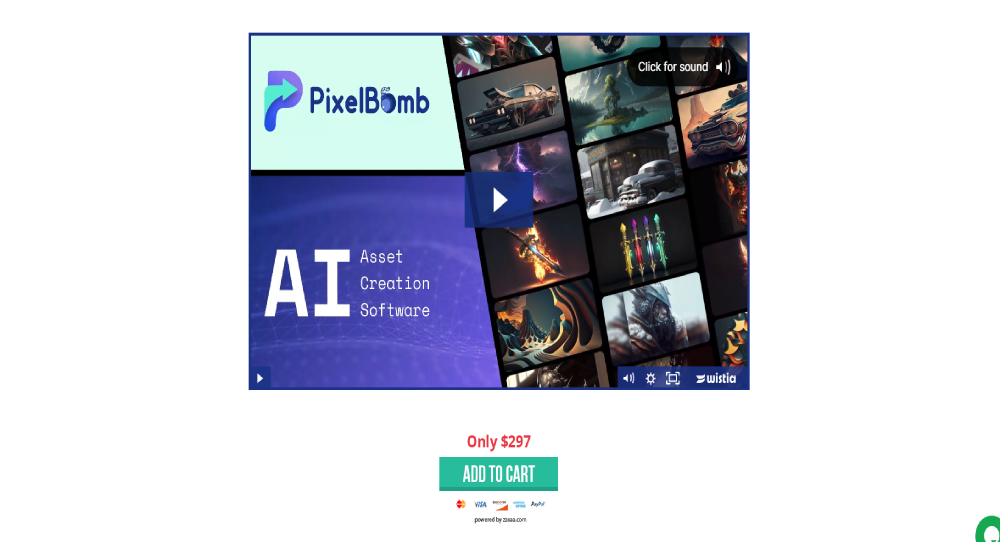 Click for sound
PixelBomb
AI
Asset
Creation
Software
wistia
Only $297
ADD TO CART
VISA DISCOVER PayPal
powered by zaxaa.com